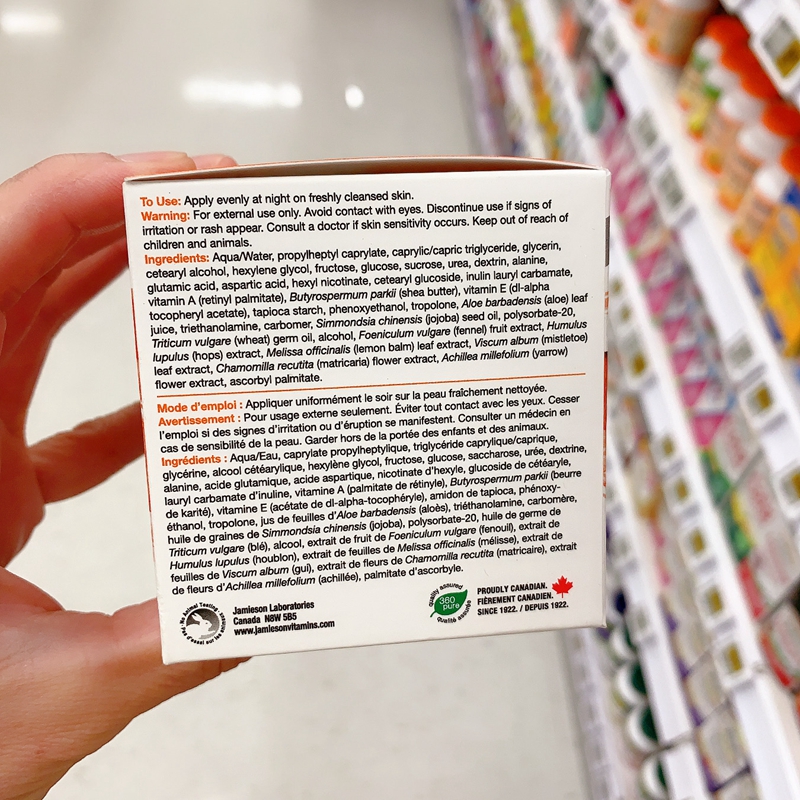 To Use: Apply evenly at night on freshly cleansed skin.
Warning: For external use only. Avoid contact with eyes. Discontinue use if signs of
irritation or rash appear. Consult a doctor if skin sensitivity occurs. Keep out of reach of
children and animals.
Ingredients: Aqua/Water, propylheptyl caprylate, caprylic/capric triglyceride, glycerin,
cetearyl alcohol, hexylene glycol, fructose, glucose, sucrose, urea, dextrin, alanine,
glutamic acid, aspartic acid, hexyl nicotinate, cetearyl glucoside, inulin lauryl carbamate,
vitamin A (retinyl palmitate), Butyrospermum parkii (shea butter), vitamin E (dl-alpha
tocopheryl acetate), tapioca starch, phenoxyethanol, tropolone, Aloe barbadensis (aloe) leaf
juice, triethanolamine, carbomer, Simmondsia chinensis (jojoba) seed oil, polysorbate-20,
Triticum vulgare (wheat) germ oil, alcohol, Foeniculum vulgare (fennel) fruit extract, Humulus
lupulus (hops) extract, Melissa officinalis (lemon balm) leaf extract, Viscum album (mistletoe)
leaf extract, Chamomilla recutita (matricaria) flower extract, Achillea millefolium (yarrow)
flower extract, ascorbyl palmitate.
Mode d'emploi : Appliquer uniformément le soir sur la peau fraîchement nettoyée.
Avertissement : Pour usage externe seulement. Éviter tout contact avec les yeux. Cesser
l'emploi si des signes d'irritation ou d'éruption se manifestent. Consulter un médecin en
cas de sensibilité de la peau. Garder hors de la portée des enfants et des animaux.
Ingrédients : Aqua/Eau, caprylate propylheptylique, triglycéride caprylique/caprique,
glycérine, alcool cétéarylique, hexylène glycol, fructose, glucose, saccharose, urée, dextrine,
alanine, acide glutamique, acide aspartique, nicotinate d'hexyle, glucoside de cétéaryle,
lauryl carbamate d'inuline, vitamine A (palmitate de rétinyle), Butyrospermum parkii (beurre
de karité), vitamine E (acétate de dl-alpha-tocophéryle), amidon de tapioca, phénoxy-
éthanol, tropolone, jus de feuilles d'Aloe barbadensis (aloès), triéthanolamine, carbomère,
huile de graines de Simmondsia chinensis (jojoba), polysorbate-20, huile de germe de
Triticum vulgare (blé), alcool, extrait de fruit de Foeniculum vulgare (fenouil), extrait de
Humulus lupulus (houblon), extrait de feuilles de Melissa officinalis (mélisse), extrait de
feuilles de Viscum album (gui), extrait de fleurs de Chamomilla recutita (matricaire), extrait
de fleurs d'Achillea millefolium (achillée), palmitate d'ascorbyle.
No Animal Testing
Pas d'essai sur les animaux
Jamieson Laboratories
Canada N8W 5B5
www.jamiesonvitamins.com
quality assured
360
pure
qualité assurée
PROUDLY CANADIAN.
FIÈREMENT CANADIEN.
SINCE 1922. / DEPUIS 1922.